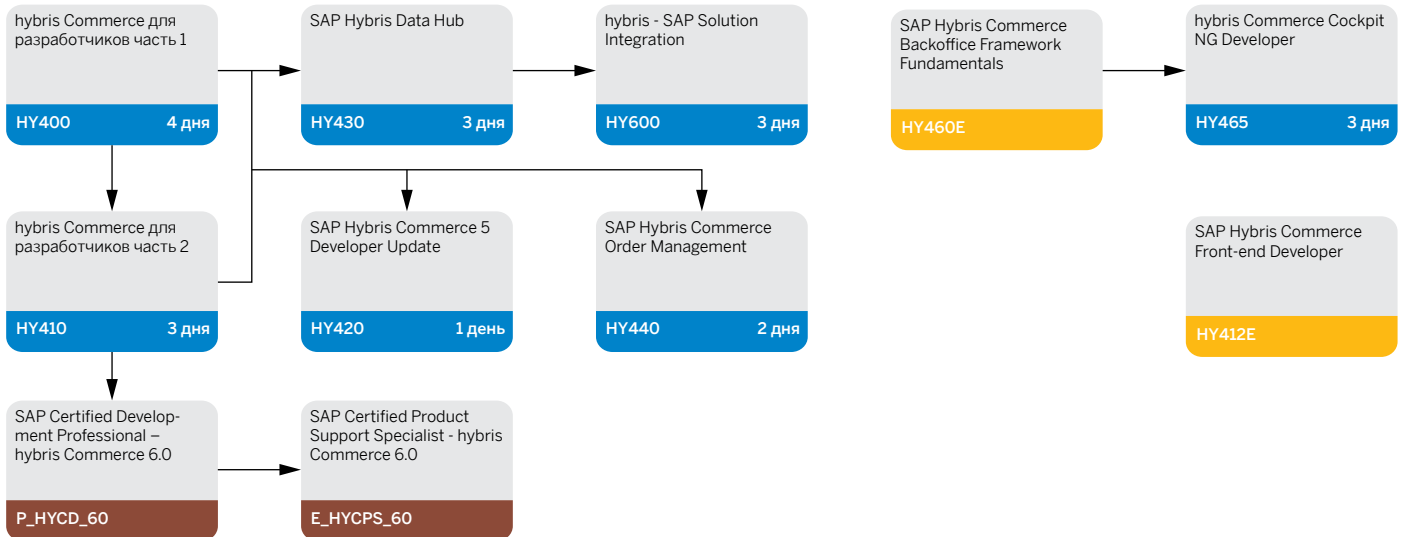 hybris Commerce для
разработчиков часть 1
HY400 4 дня
SAP Hybris Data Hub
HY430 3 дня
hybris - SAP Solution
Integration
HY600 3 дня
SAP Hybris Commerce
Backoffice Framework
Fundamentals
HY460E
hybris Commerce Cockpit
NG Developer
HY465 3 дня
hybris Commerce для
разработчиков часть 2
HY410 3 дня
SAP Hybris Commerce 5
Developer Update
HY420 1 день
SAP Hybris Commerce
Order Management
HY440 2 дня
SAP Hybris Commerce
Front-end Developer
HY412E
SAP Certified Develop-
ment Professional –
hybris Commerce 6.0
P_HYCD_60
SAP Certified Product
Support Specialist - hybris
Commerce 6.0
E_HYCPS_60